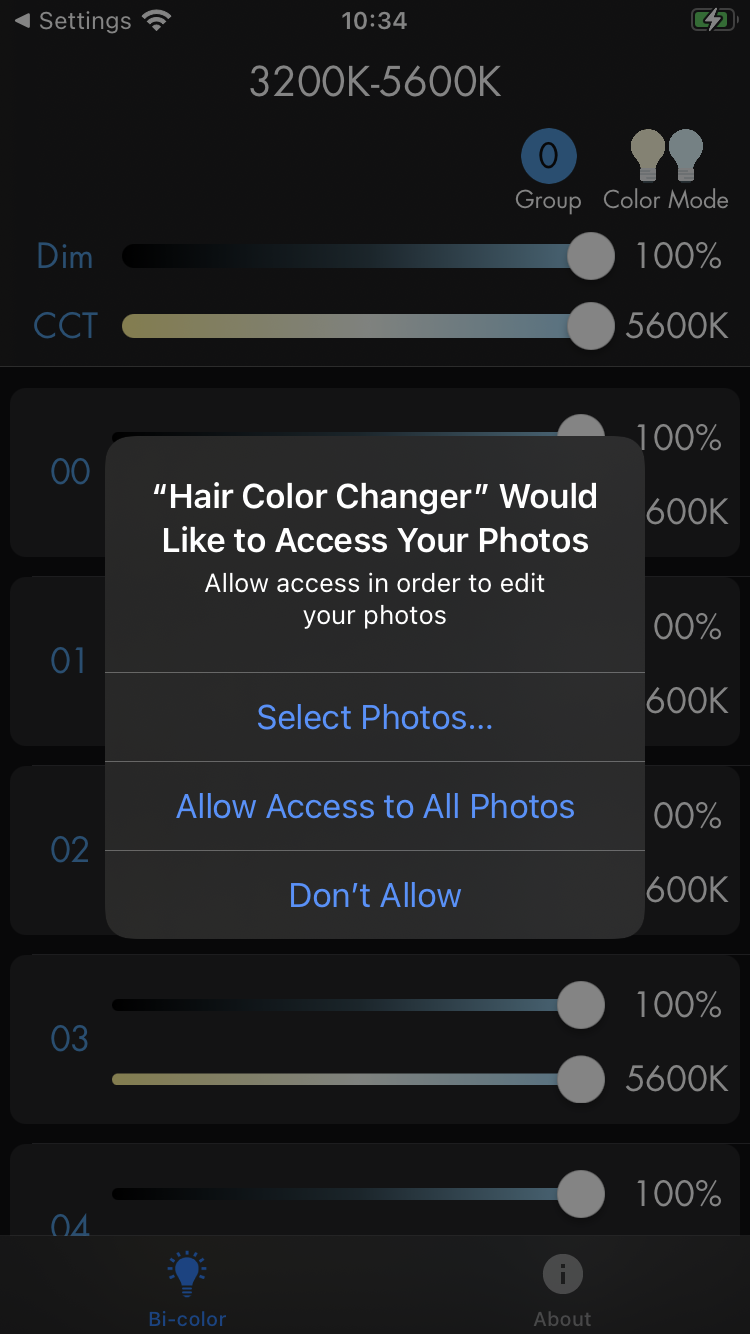 Settings
10:34
3200K-5600K
0
Group
Color Mode
Dim
100%
CCT
5600K
00
100%
600K
“Hair Color Changer” Would
Like to Access Your Photos
Allow access in order to edit
your photos
Select Photos...
Allow Access to All Photos
Don’t Allow
01
00%
600K
02
00%
600K
03
100%
5600K
04
100%
Bi-color
About